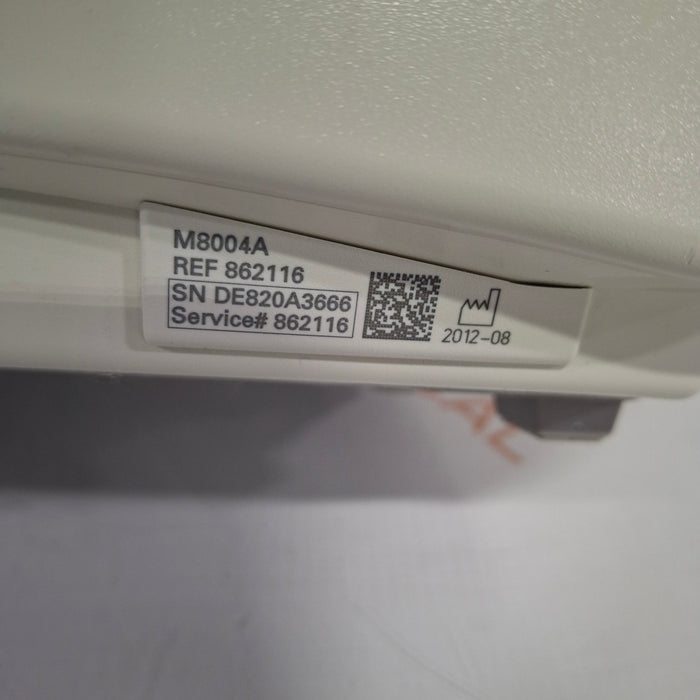 M8004A
REF 862116
SN DE820A3666
Service# 862116
2012-08